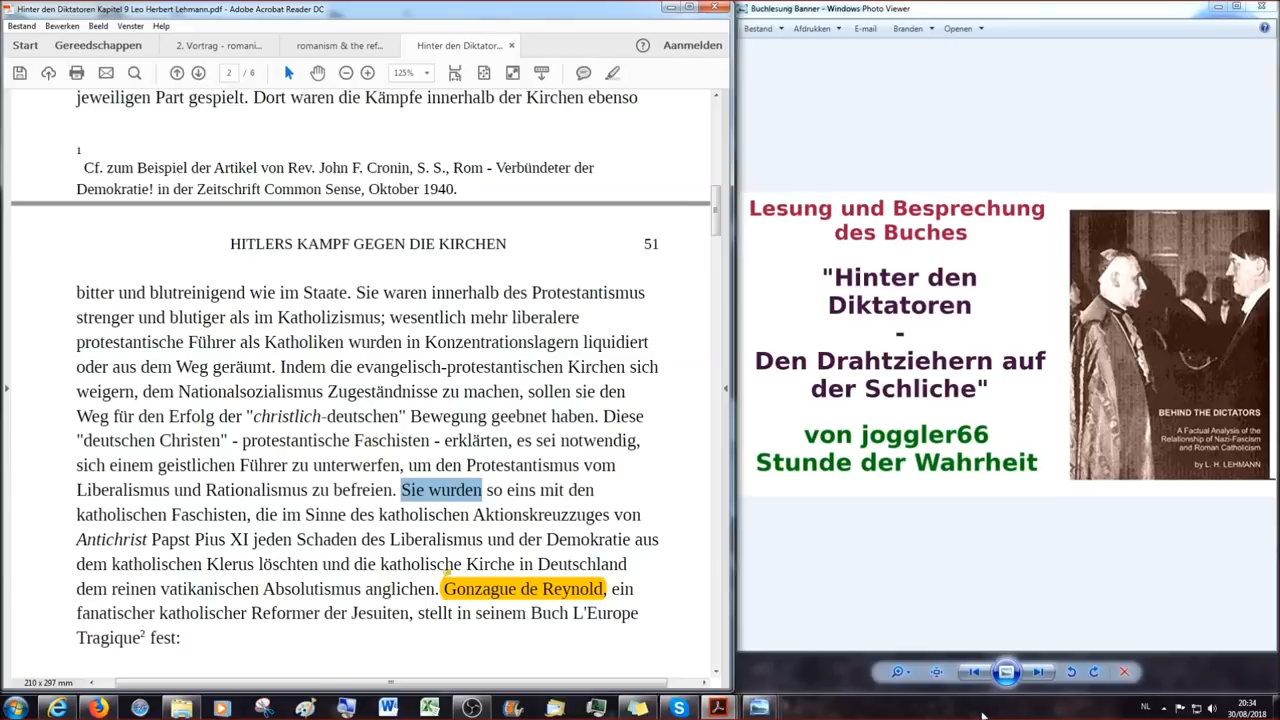 Hinter den Diktatoren Kapitel 9 Leo Herbert Lehmann.pdf - Adobe Acrobat Reader DC
Bestand Bewerken Beeld Venster Help
Start Gereedschappen 2. Vortrag - romani... romanism & the ref... Hinter den Diktator... × Aanmelden
2 / 6 125%
jeweiligen Part gespielt. Dort waren die Kämpfe innerhalb der Kirchen ebenso
1
Cf. zum Beispiel der Artikel von Rev. John F. Cronin, S. S., Rom - Verbündeter der
Demokratie! in der Zeitschrift Common Sense, Oktober 1940.
HITLERS KAMPF GEGEN DIE KIRCHEN 51
bitter und blutreinigend wie im Staate. Sie waren innerhalb des Protestantismus
strenger und blutiger als im Katholizismus; wesentlich mehr liberalere
protestantische Führer als Katholiken wurden in Konzentrationslagern liquidiert
oder aus dem Weg geräumt. Indem die evangelisch-protestantischen Kirchen sich
weigern, dem Nationalsozialismus Zugeständnisse zu machen, sollen sie den
Weg für den Erfolg der "christlich-deutschen" Bewegung geebnet haben. Diese
"deutschen Christen" - protestantische Faschisten - erklärten, es sei notwendig,
sich einem geistlichen Führer zu unterwerfen, um den Protestantismus vom
Liberalismus und Rationalismus zu befreien. Sie wurden so eins mit den
katholischen Faschisten, die im Sinne des katholischen Aktionskreuzzuges von
Antichrist Papst Pius XI jeden Schaden des Liberalismus und der Demokratie aus
dem katholischen Klerus löschten und die katholische Kirche in Deutschland
dem reinen vatikanischen Absolutismus anglichen. Gonzague de Reynold, ein
fanatischer katholischer Reformer der Jesuiten, stellt in seinem Buch L'Europe
Tragique2 fest:
210 x 297 mm
Buchlesung Banner - Windows Photo Viewer
Bestand Afdrukken E-mail Branden Openen
Lesung und Besprechung
des Buches
"Hinter den
Diktatoren
-
Den Drahtziehern auf
der Schliche"
von joggler66
Stunde der Wahrheit
BEHIND THE DICTATORS
A Factual Analysis of the
Relationship of Nazi-Fascism
and Roman Catholicism
by L. H. LEHMANN
NL 20:34
30/08/2018